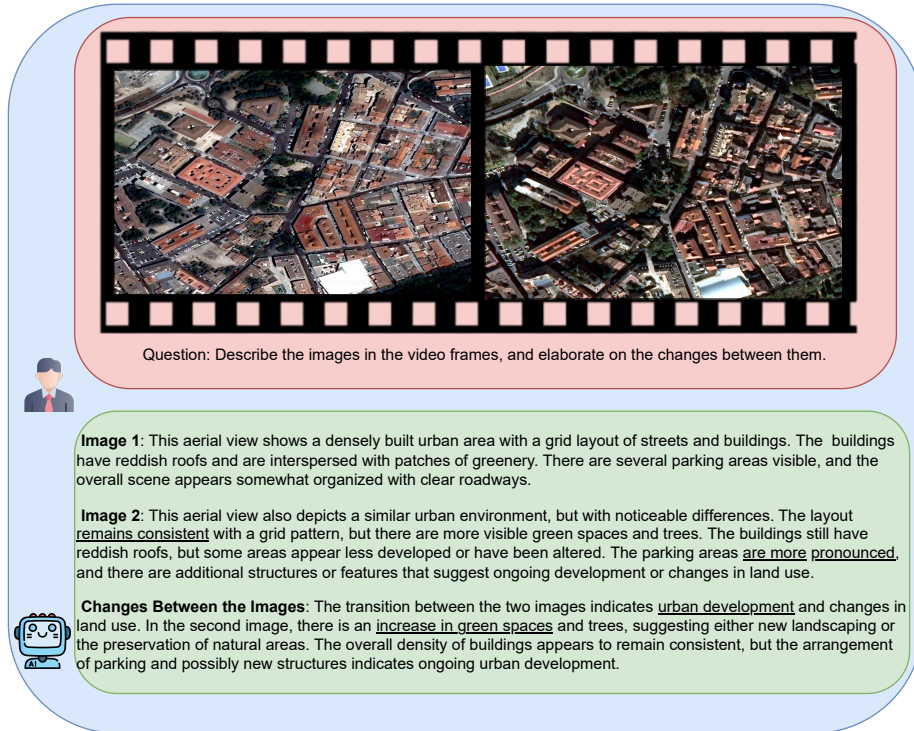 Question: Describe the images in the video frames, and elaborate on the changes between them.
Image 1: This aerial view shows a densely built urban area with a grid layout of streets and buildings. The buildings
have reddish roofs and are interspersed with patches of greenery. There are several parking areas visible, and the
overall scene appears somewhat organized with clear roadways.
Image 2: This aerial view also depicts a similar urban environment, but with noticeable differences. The layout
remains consistent with a grid pattern, but there are more visible green spaces and trees. The buildings still have
reddish roofs, but some areas appear less developed or have been altered. The parking areas are more pronounced,
and there are additional structures or features that suggest ongoing development or changes in land use.
Changes Between the Images: The transition between the two images indicates urban development and changes in
land use. In the second image, there is an increase in green spaces and trees, suggesting either new landscaping or
the preservation of natural areas. The overall density of buildings appears to remain consistent, but the arrangement
of parking and possibly new structures indicates ongoing urban development.
AI